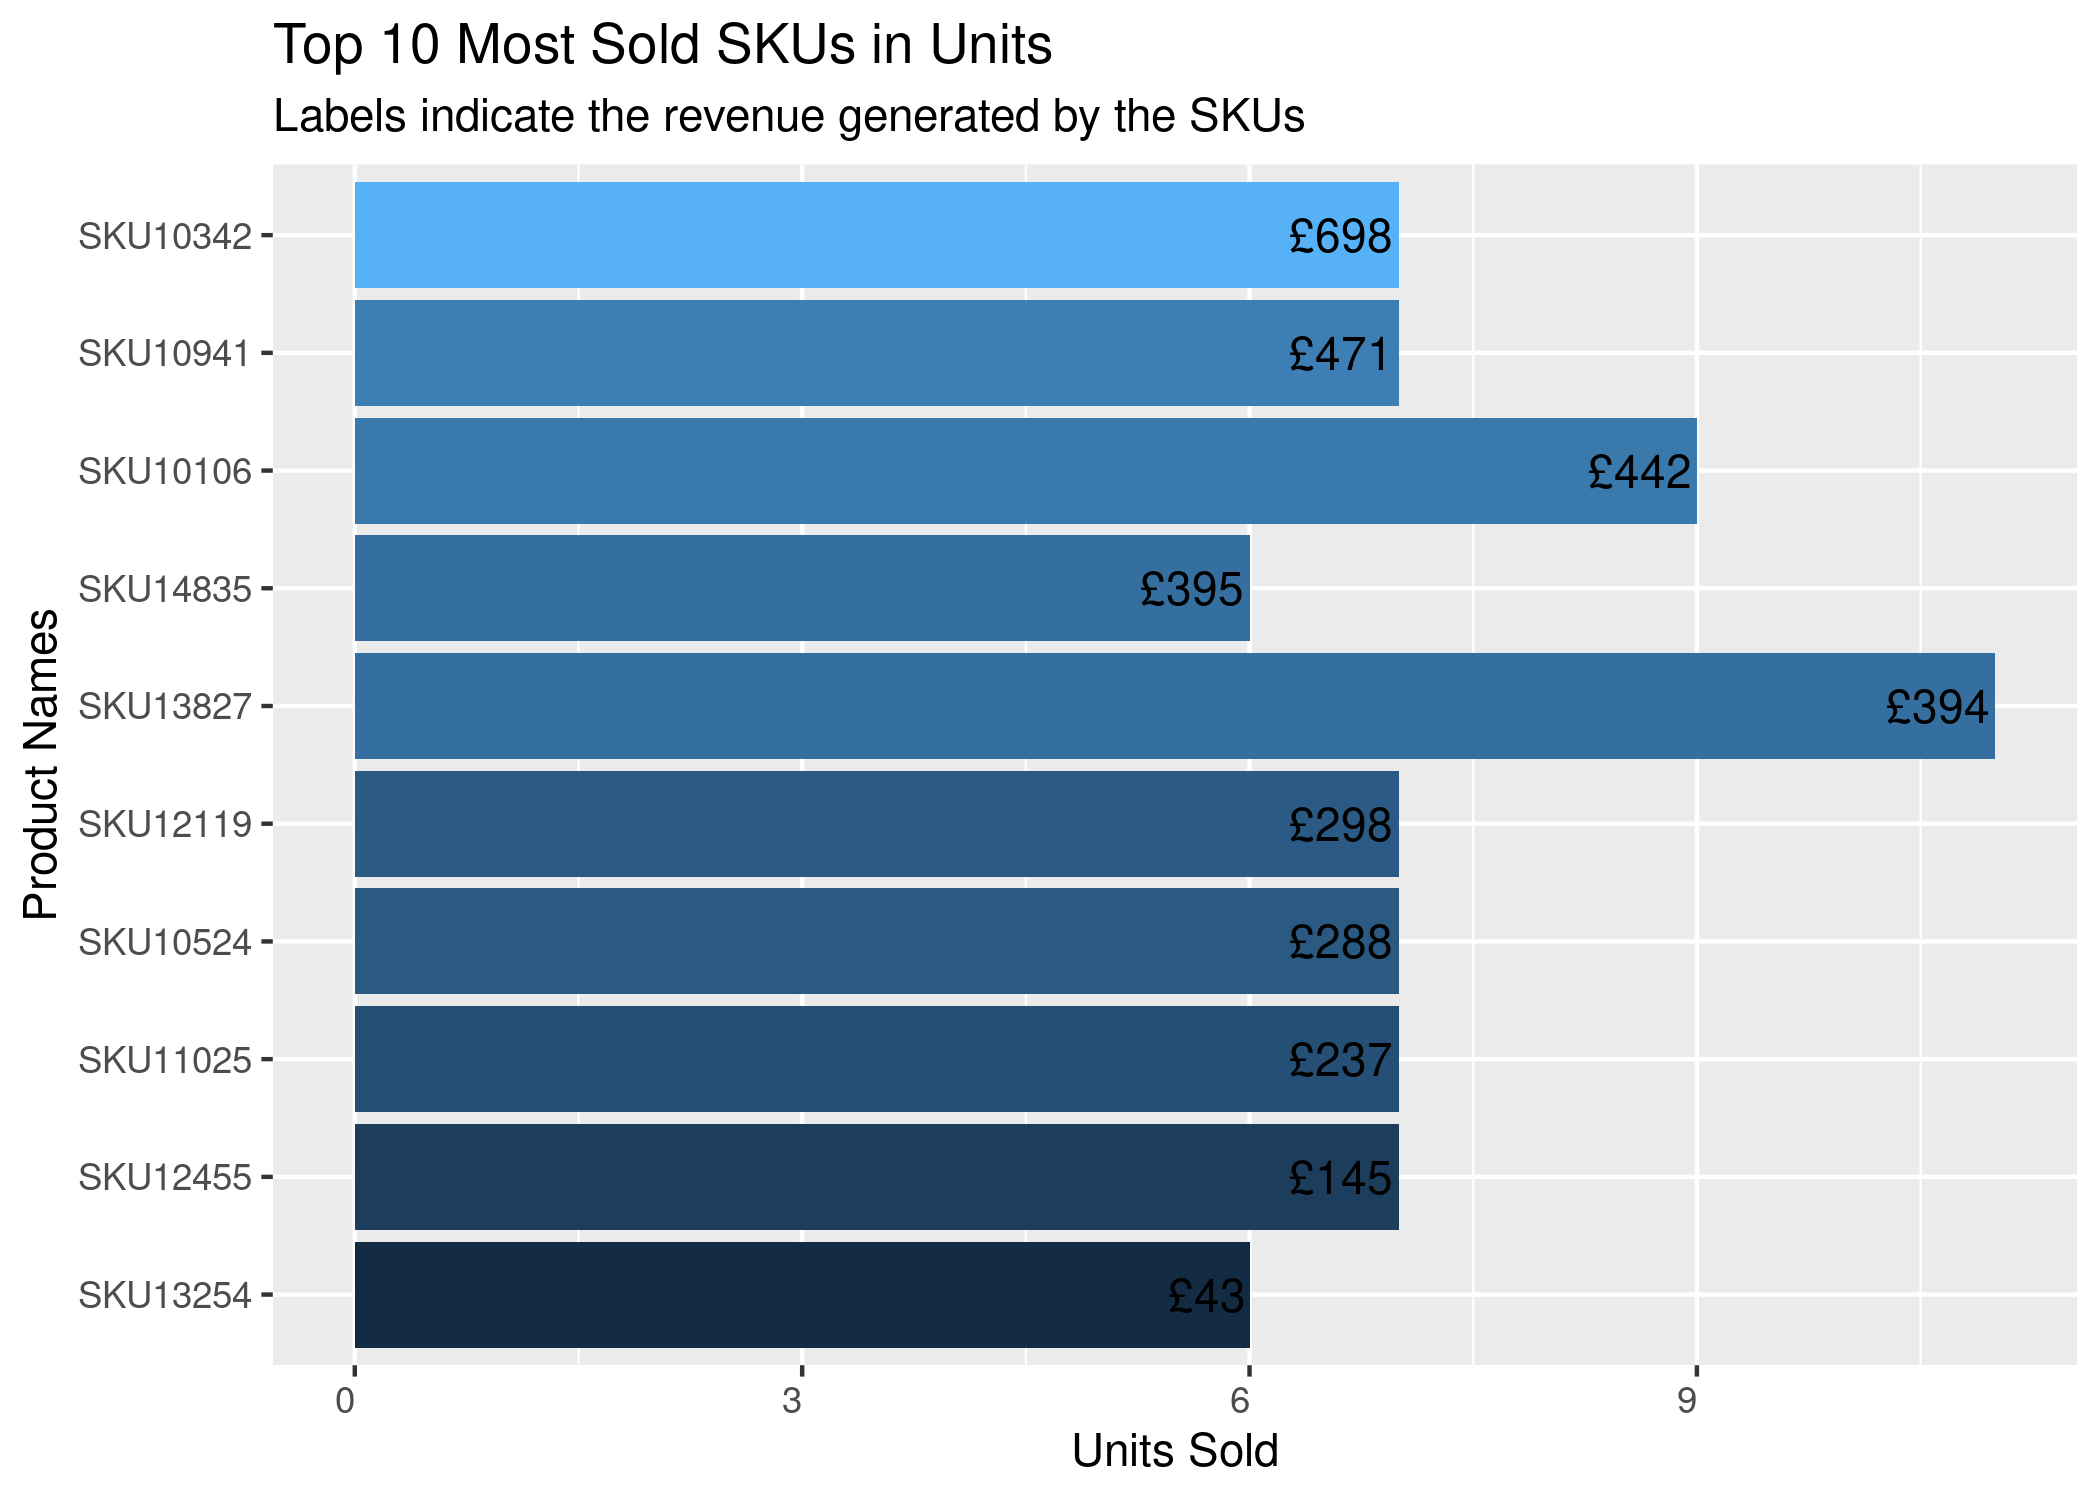 Top 10 Most Sold SKUs in Units
Labels indicate the revenue generated by the SKUs
Product Names
SKU10342 £698
SKU10941 £471
SKU10106 £442
SKU14835 £395
SKU13827 £394
SKU12119 £298
SKU10524 £288
SKU11025 £237
SKU12455 £145
SKU13254 £43
0 3 6 9
Units Sold